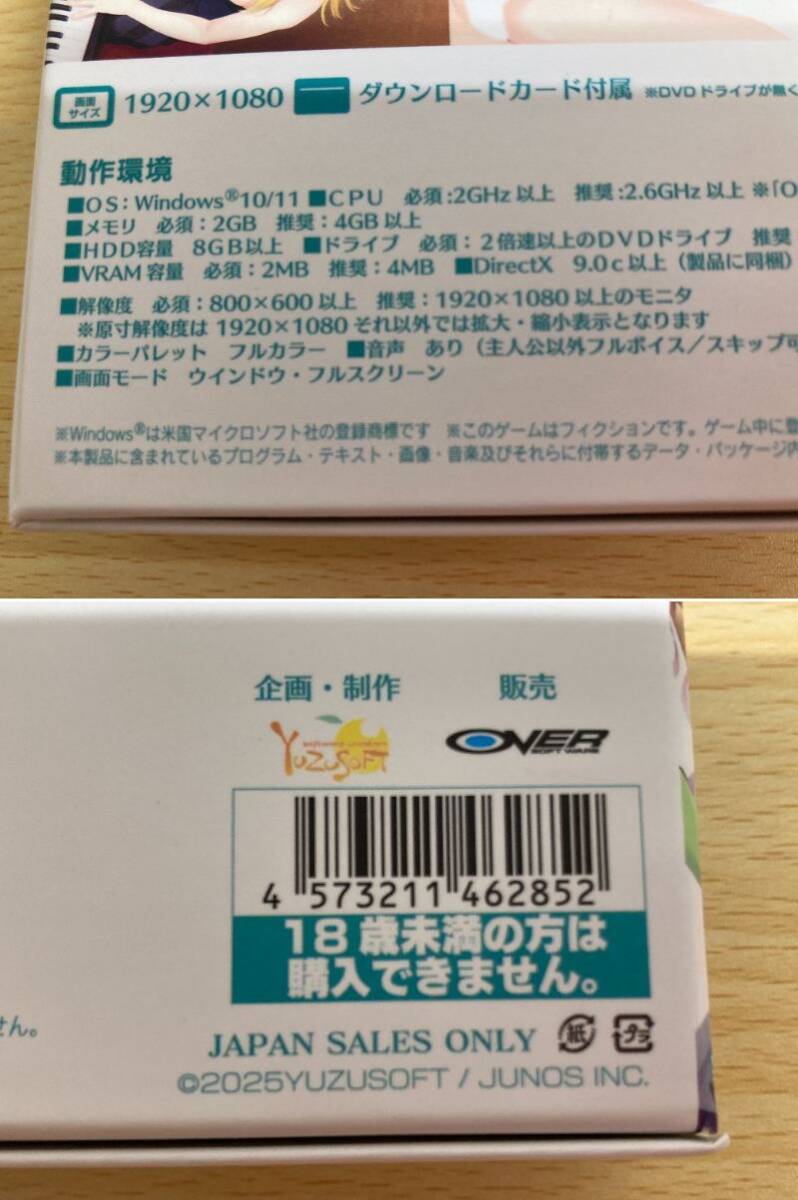 画面サイズ 1920×1080 ダウンロードカード付属 ※DVDドライブが無く
動作環境
■OS：Windows®10/11 ■CPU 必須：2GHz以上 推奨：2.6GHz以上 ※「O
■メモリ 必須：2GB 推奨：4GB以上
■HDD容量 8GB以上 ■ドライブ 必須：2倍速以上のDVDドライブ 推奨
■VRAM容量 必須：2MB 推奨：4MB ■DirectX 9.0c以上（製品に同梱）
■解像度 必須：800×600以上 推奨：1920×1080以上のモニタ
※原寸解像度は1920×1080それ以外では拡大・縮小表示となります
■カラーパレット フルカラー ■音声 あり（主人公以外フルボイス／スキップ可
■画面モード ウインドウ・フルスクリーン
※Windows®は米国マイクロソフト社の登録商標です ※このゲームはフィクションです。ゲーム中に登
※本製品に含まれているプログラム・テキスト・画像・音楽及びそれらに付帯するデータ・パッケージ内
企画・制作 販売
YUZUSOFT OVER SOFTWARE
4 573211 462852
18歳未満の方は
購入できません。
せん。
JAPAN SALES ONLY 紙 プラ
©2025YUZUSOFT / JUNOS INC.